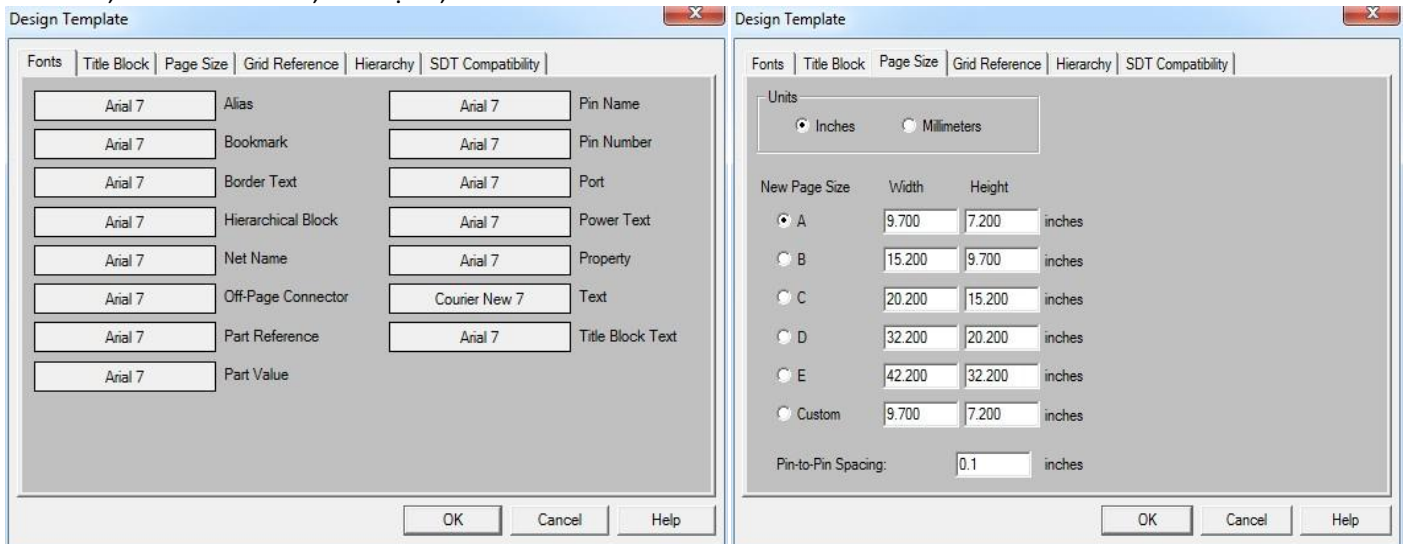 Design Template
Fonts Title Block Page Size Grid Reference Hierarchy SDT Compatibility
Arial 7 Alias Arial 7 Pin Name
Arial 7 Bookmark Arial 7 Pin Number
Arial 7 Border Text Arial 7 Port
Arial 7 Hierarchical Block Arial 7 Power Text
Arial 7 Net Name Arial 7 Property
Arial 7 Off-Page Connector Courier New 7 Text
Arial 7 Part Reference Arial 7 Title Block Text
Arial 7 Part Value
OK Cancel Help
Design Template
Fonts Title Block Page Size Grid Reference Hierarchy SDT Compatibility
Units
Inches Millimeters
New Page Size Width Height
A 9.700 7.200 inches
B 15.200 9.700 inches
C 20.200 15.200 inches
D 32.200 20.200 inches
E 42.200 32.200 inches
Custom 9.700 7.200 inches
Pin-to-Pin Spacing: 0.1 inches
OK Cancel Help